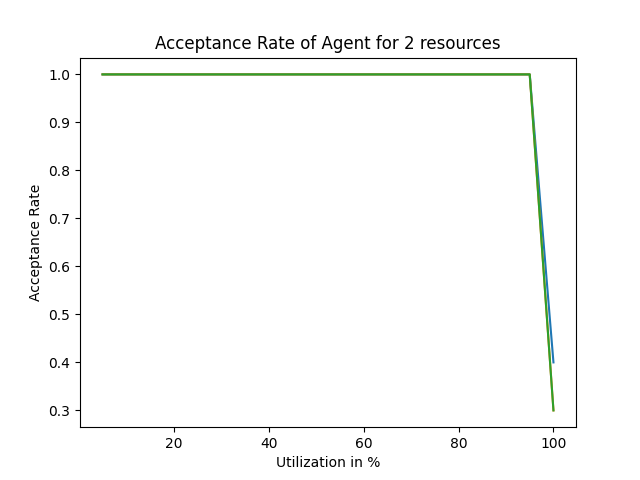 Acceptance Rate of Agent for 2 resources
1.0
0.9
0.8
0.7
0.6
0.5
0.4
0.3
Acceptance Rate
20 40 60 80 100
Utilization in %